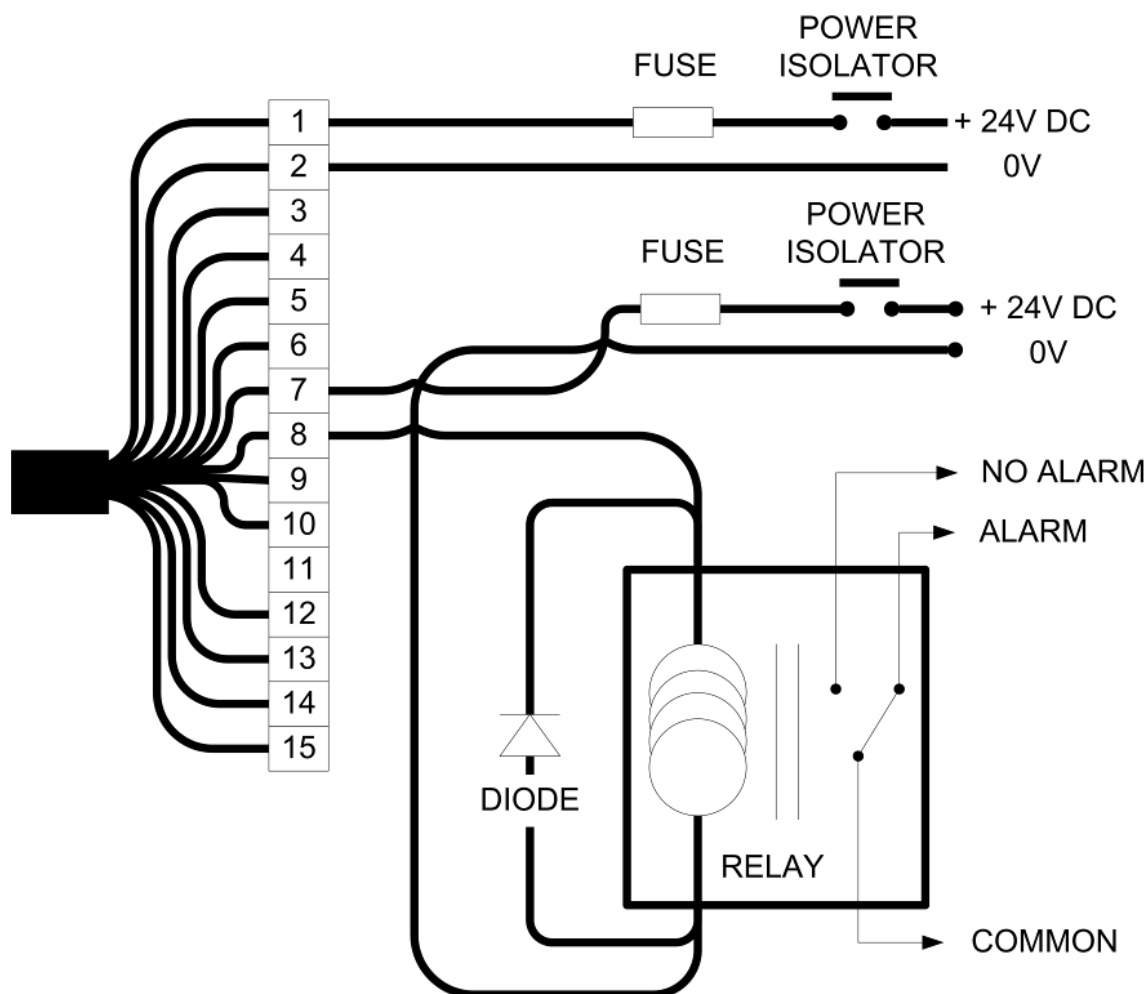 POWER
ISOLATOR
FUSE
1
+ 24V DC
2
0V
3
POWER
ISOLATOR
FUSE
4
5
+ 24V DC
6
0V
7
8
9
NO ALARM
10
ALARM
11
12
13
14
15
DIODE
RELAY
COMMON